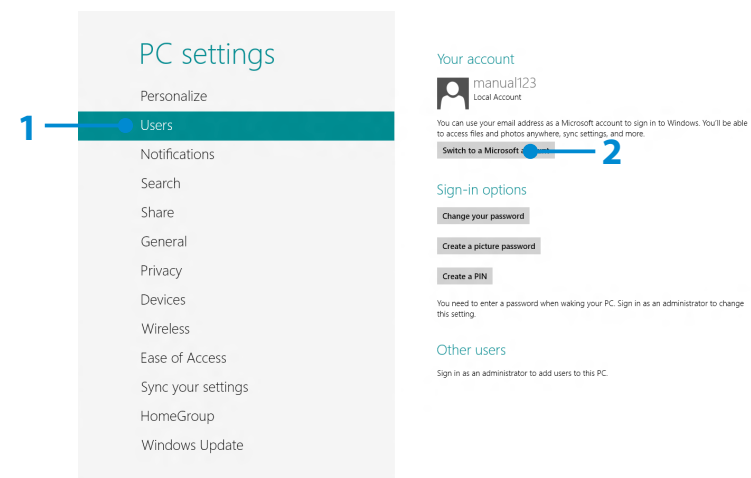 PC settings
Personalize
1
Users
Notifications
Search
Share
General
Privacy
Devices
Wireless
Ease of Access
Sync your settings
HomeGroup
Windows Update
Your account
manual123
Local Account
You can use your email address as a Microsoft account to sign in to Windows. You'll be able
to access files and photos anywhere, sync settings, and more.
Switch to a Microsoft
2
Sign-in options
Change your password
Create a picture password
Create a PIN
You need to enter a password when waking your PC. Sign in as an administrator to change
this setting.
Other users
Sign in as an administrator to add users to this PC.